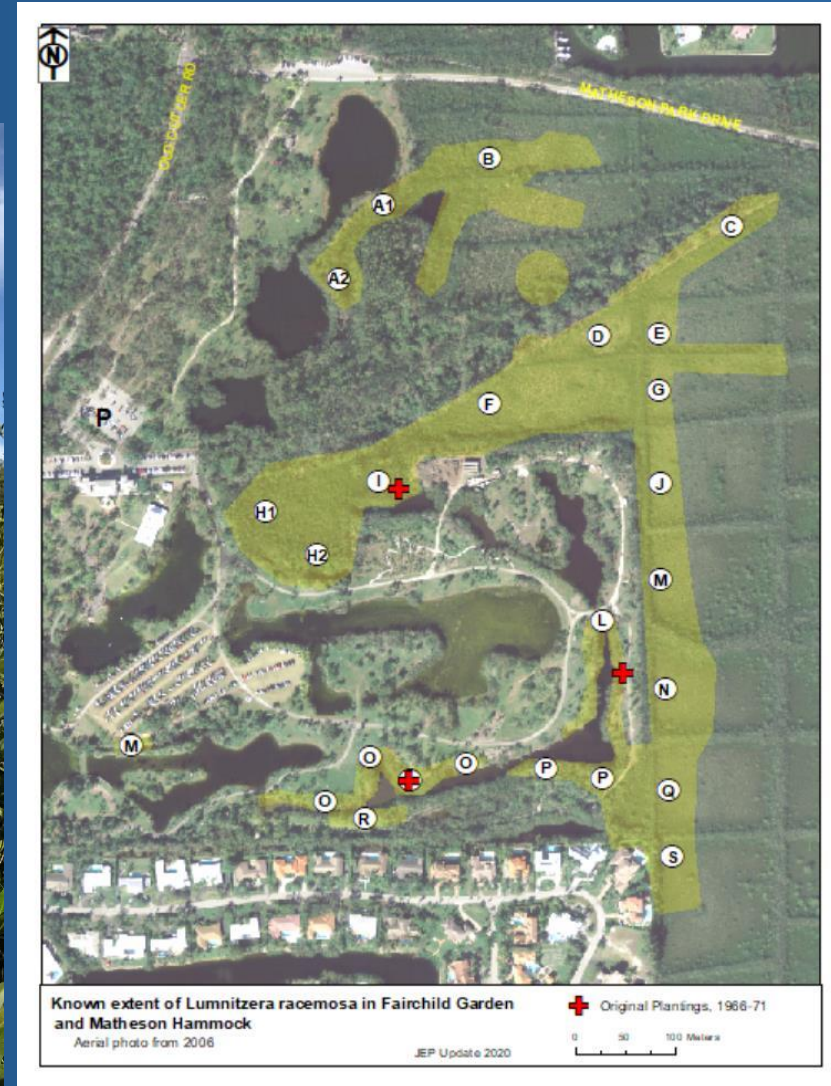 N
OLD CUTLER RD
MATHESON PARK DRIVE
B
A1
C
A2
D
E
G
F
I
J
P
H1
H2
M
L
N
M
O
O
P
P
Q
O
R
S
Known extent of Lumnitzera racemosa in Fairchild Garden
and Matheson Hammock
Aerial photo from 2006
JEP Update 2020
Original Plantings, 1966-71
0 50 100 Meters